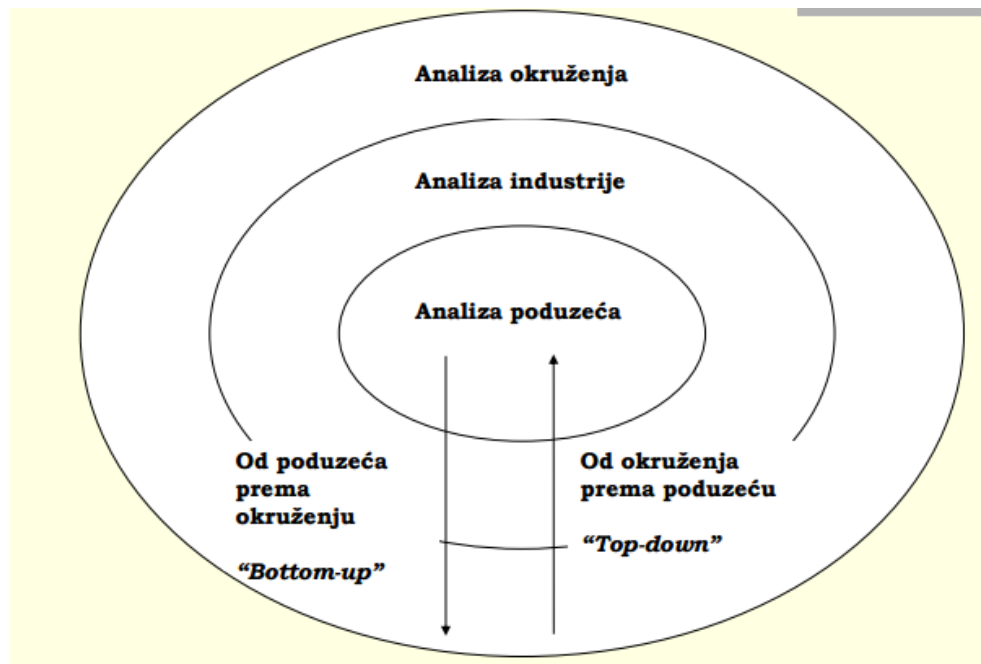 Analiza okruženja
Analiza industrije
Analiza poduzeća
Od poduzeća
prema
okruženju
“Bottom-up”
Od okruženja
prema poduzeću
“Top-down”